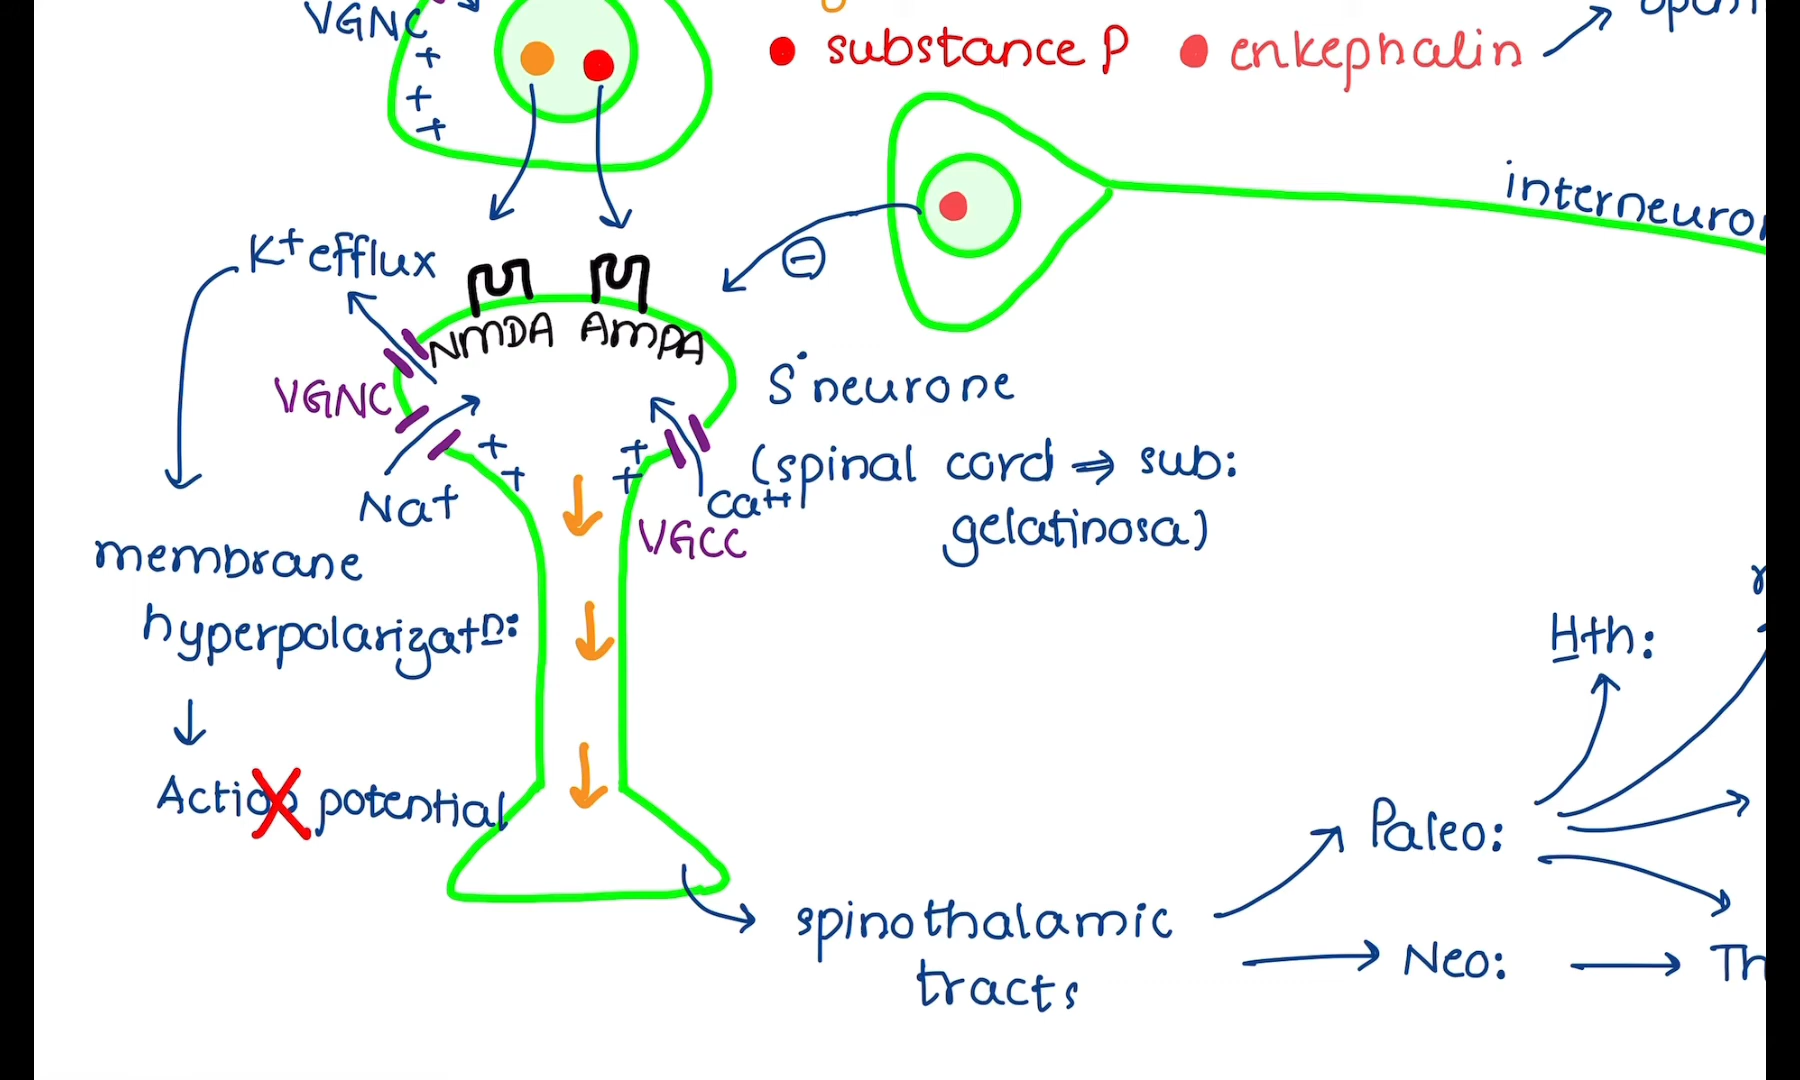 VGNC
+
+
+
substance P
enkephalin
interneuron
K+ efflux
NMDA AMPA
VGNC
S° neurone
(spinal cord ⇒ sub:
gelatinosa)
+
+
+
+
Na+
Ca++
VGCC
membrane
hyperpolarizatn:
↓
Action potential
Hth:
Paleo:
spinothalamic
tracts
Neo:
Th